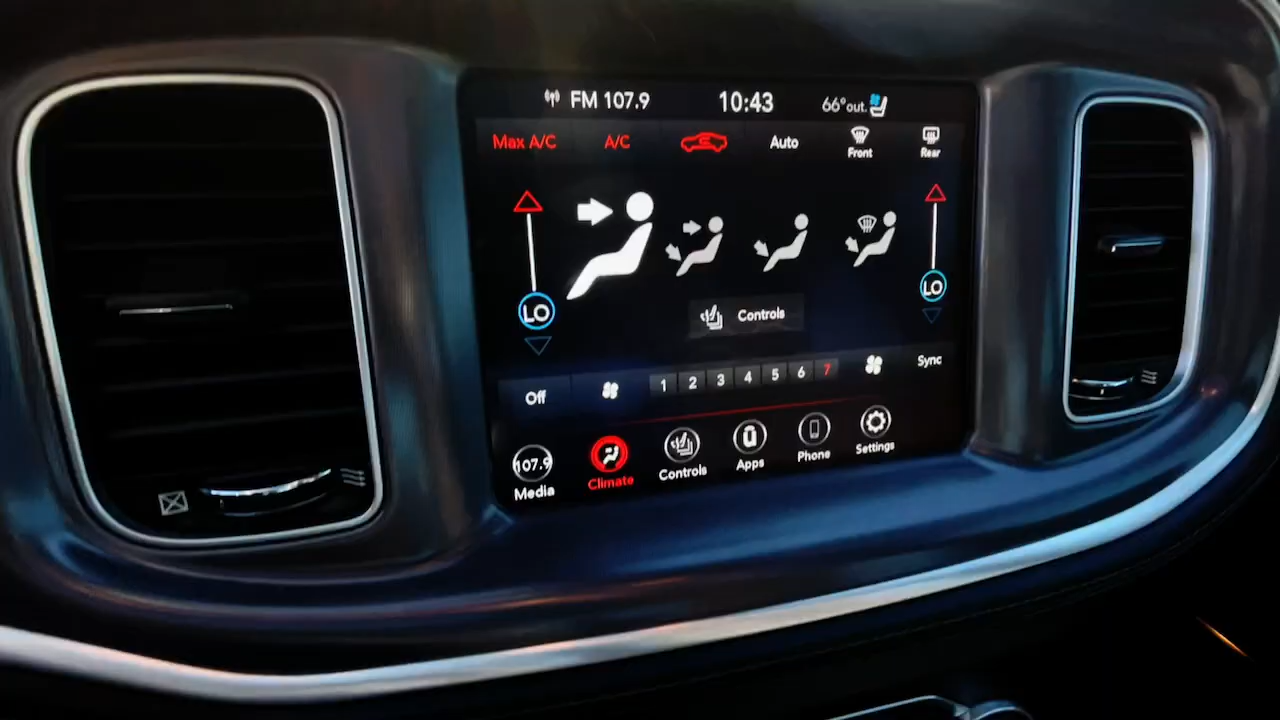 FM 107.9 10:43 66°out.
Max A/C A/C Auto Front Rear
LO LO
Controls
Off 1 2 3 4 5 6 7 Sync
107.9
Media Climate Controls Apps Phone Settings